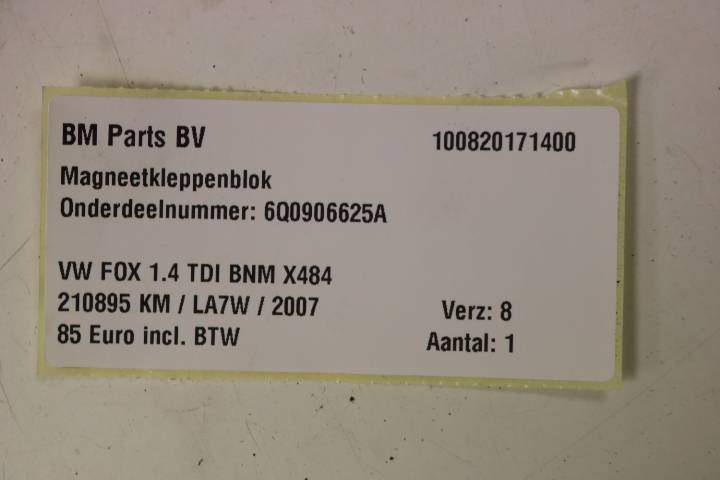 BM Parts BV 100820171400
Magneetkleppenblok
Onderdeelnummer: 6Q0906625A
VW FOX 1.4 TDI BNM X484
210895 KM / LA7W / 2007 Verz: 8
85 Euro incl. BTW Aantal: 1